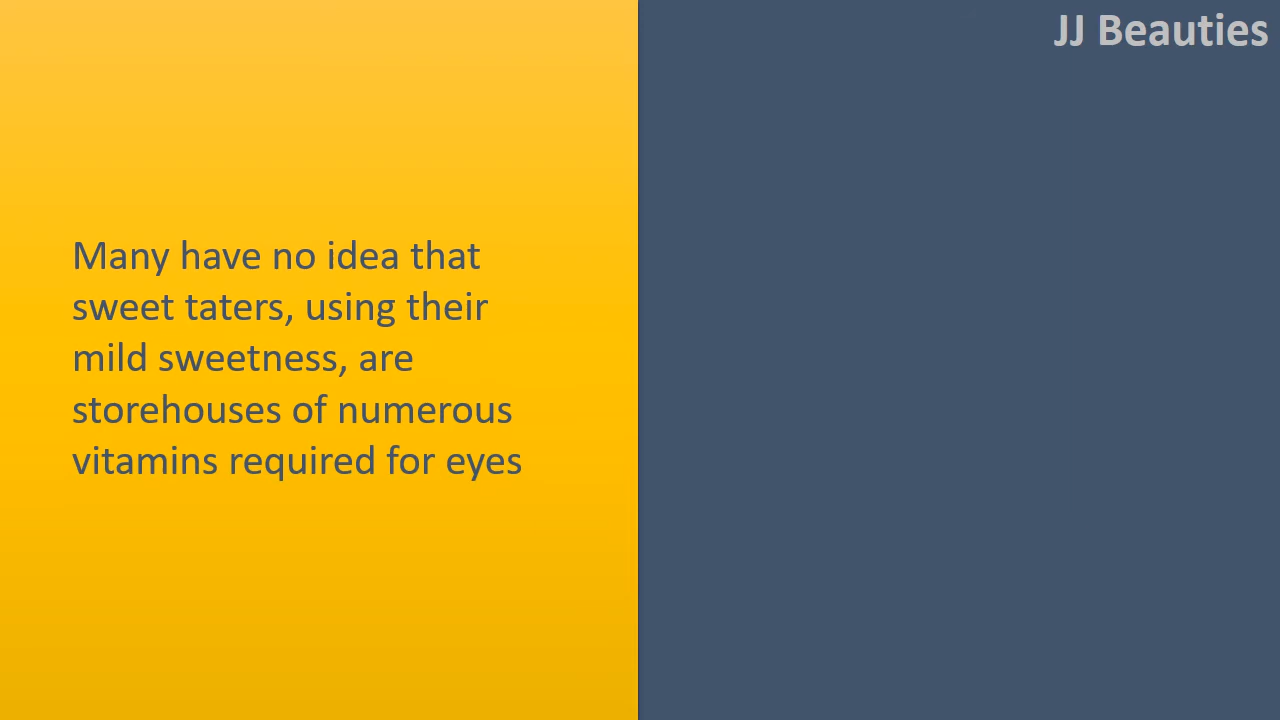 JJ Beauties
Many have no idea that
sweet taters, using their
mild sweetness, are
storehouses of numerous
vitamins required for eyes